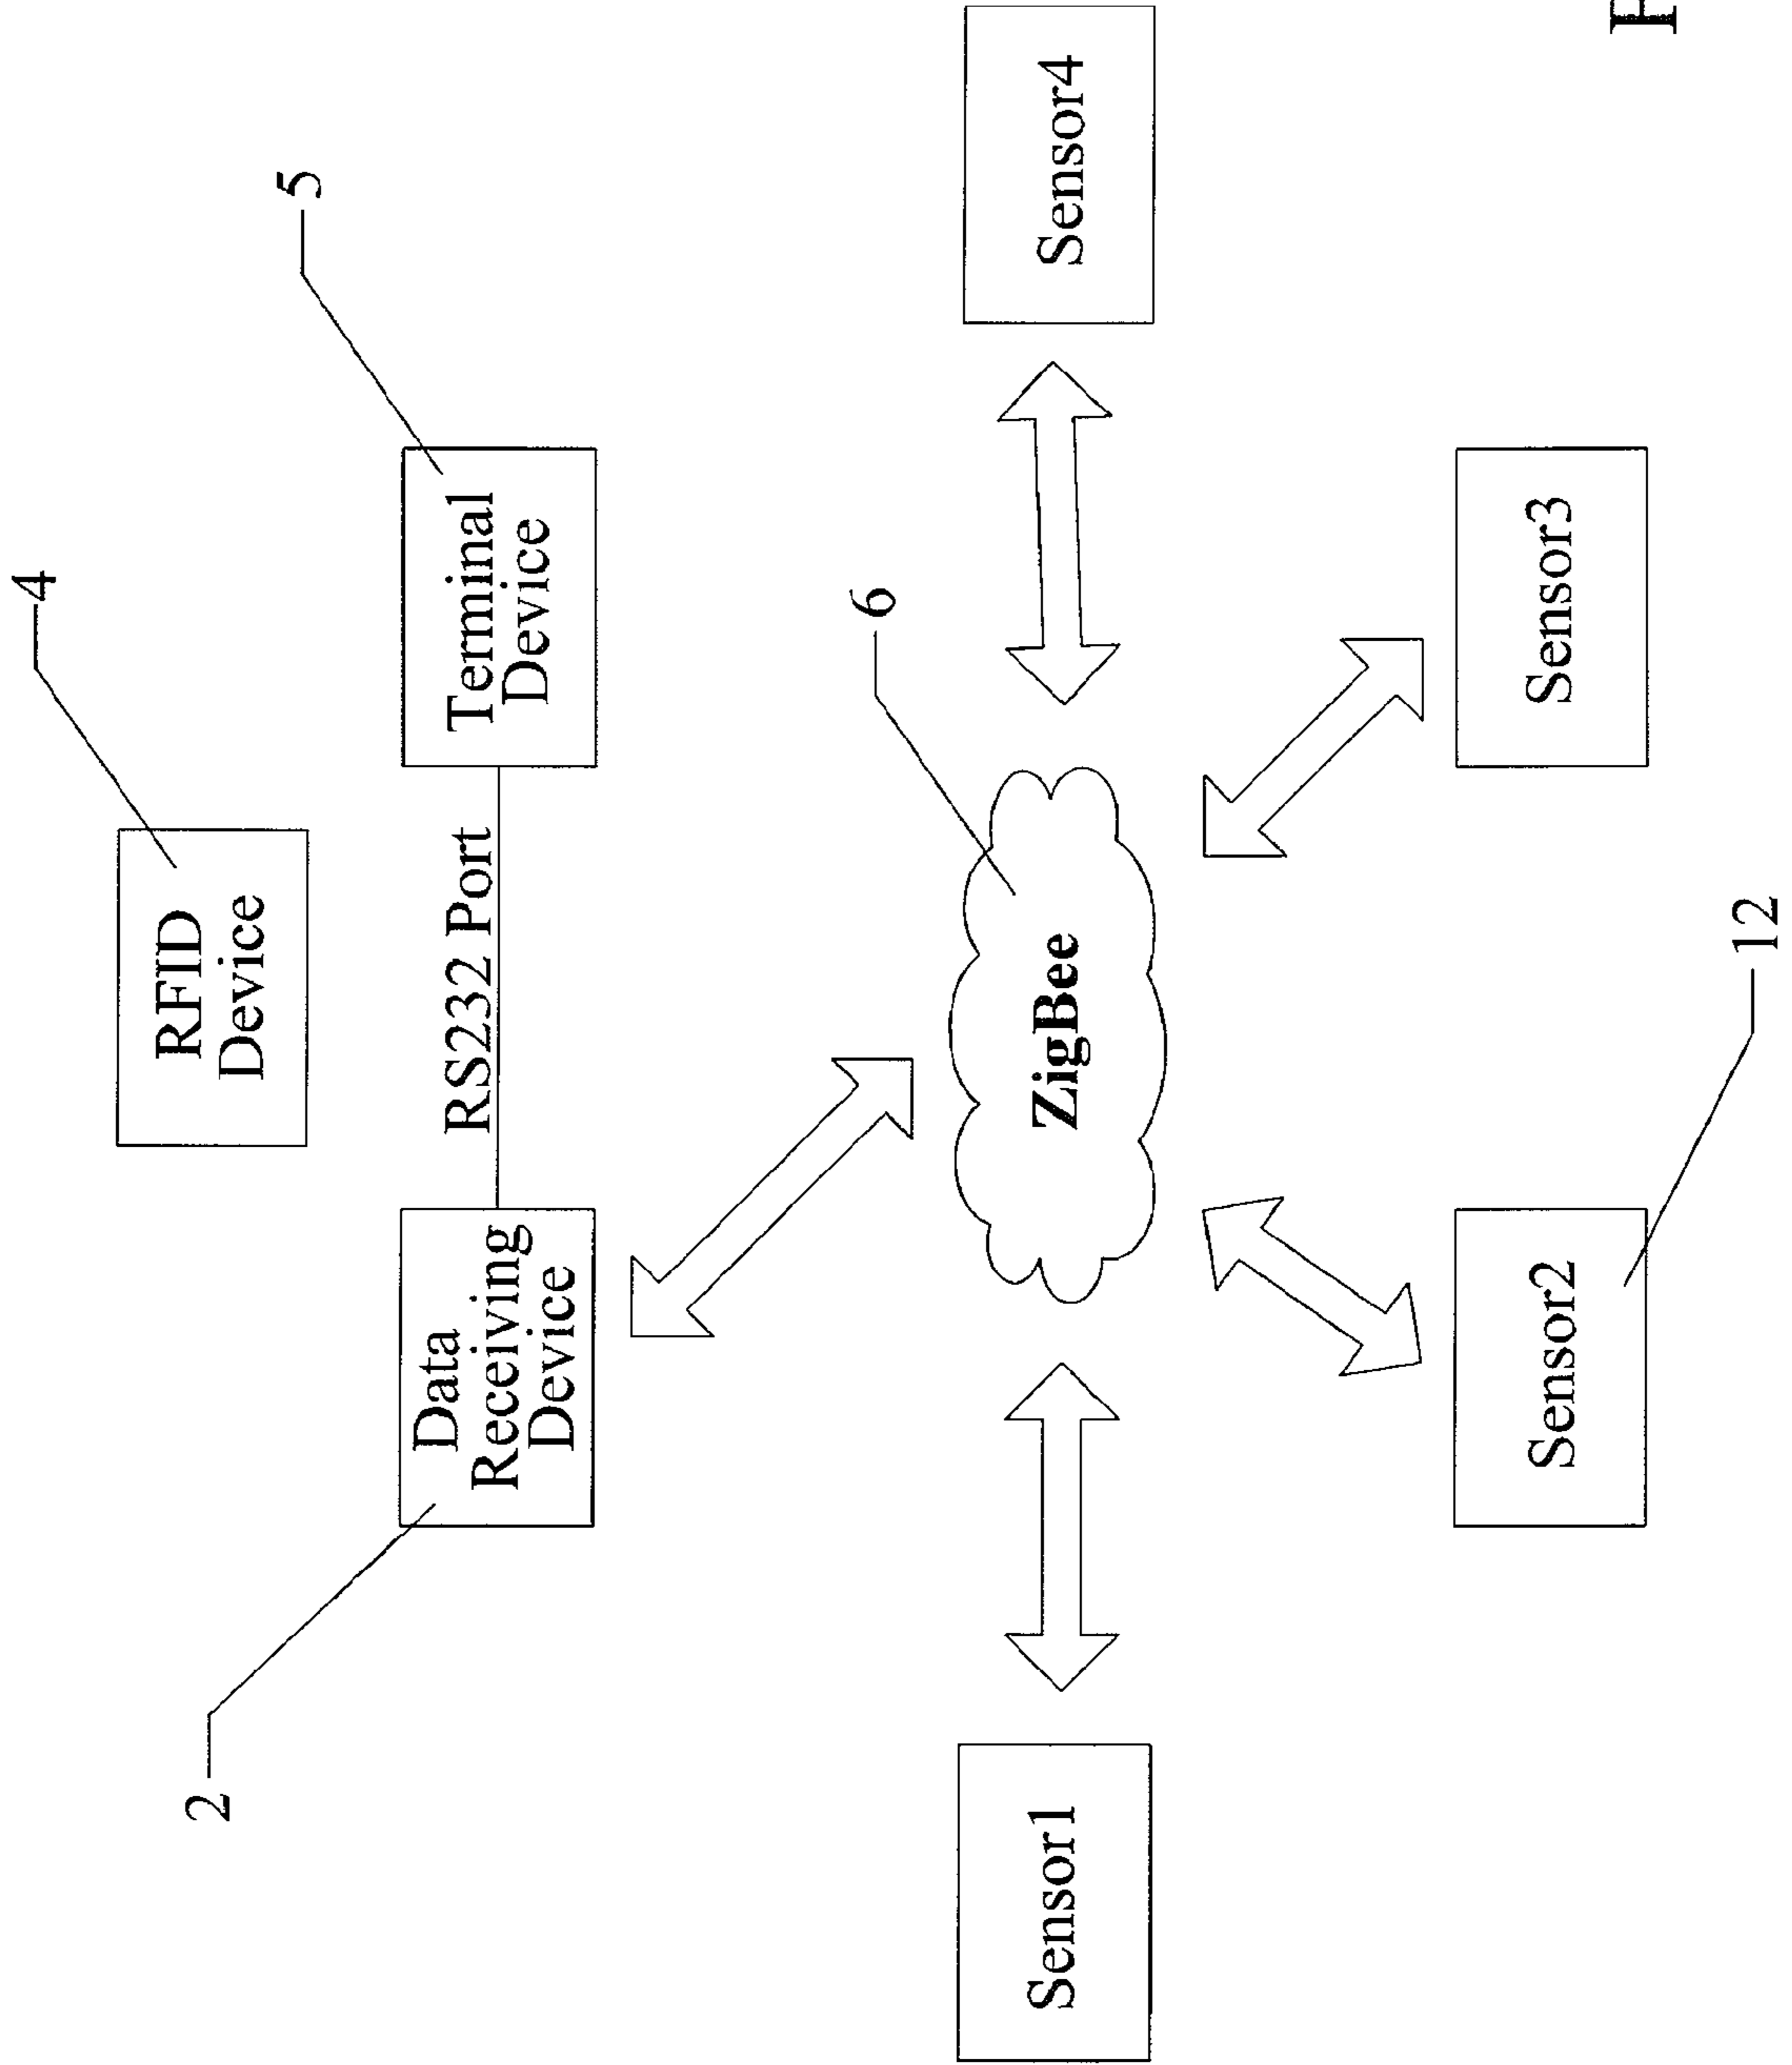 4
RFID
Device
5
2
Data
Receiving
Device
RS232 Port
Terminal
Device
6
ZigBee
Sensor1
Sensor4
Sensor2
Sensor3
12